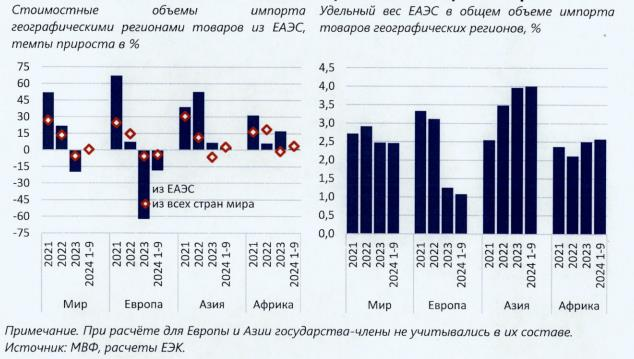 Стоимостные объемы импорта
географическими регионами товаров из ЕАЭС,
темпы прироста в %
75
60
45
30
15
0
-15
-30
-45
-60
-75
из ЕАЭС
из всех стран мира
2021 2022 2023 2024 1-9 2021 2022 2023 2024 1-9 2021 2022 2023 2024 1-9 2021 2022 2023 2024 1-9
Мир Европа Азия Африка
Удельный вес ЕАЭС в общем объеме импорта
товаров географических регионов, %
4,5
4,0
3,5
3,0
2,5
2,0
1,5
1,0
0,5
0,0
2021 2022 2023 2024 1-9 2021 2022 2023 2024 1-9 2021 2022 2023 2024 1-9 2021 2022 2023 2024 1-9
Мир Европа Азия Африка
Примечание. При расчёте для Европы и Азии государства-члены не учитывались в их составе.
Источник: МВФ, расчеты ЕЭК.